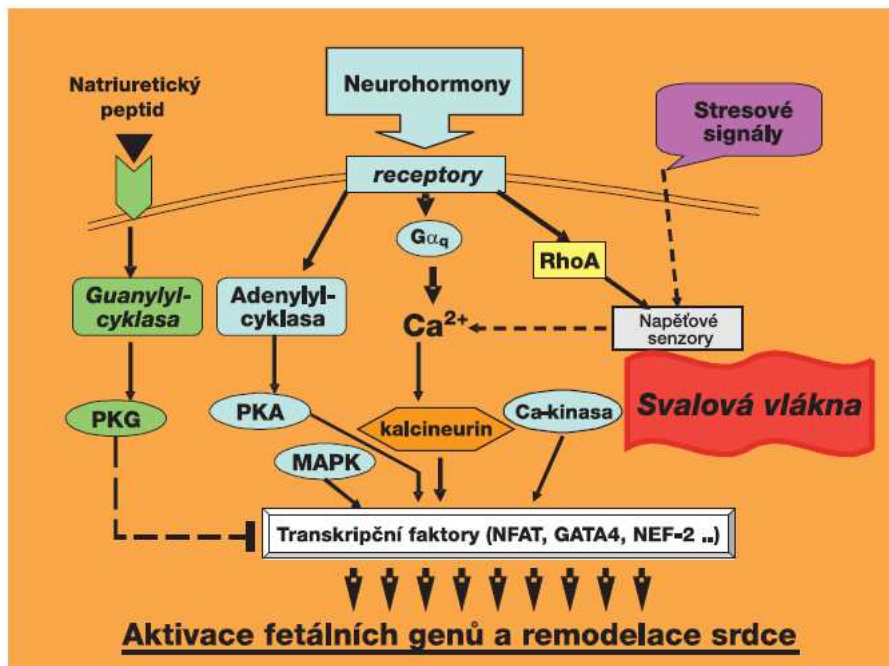 Natriuretický
peptid
Neurohormony
Stresové
signály
receptory
Gαq
RhoA
Guanylyl-
cyklasa
Adenylyl-
cyklasa
Ca²⁺
Napěťové
senzory
Svalová vlákna
PKG
PKA
kalcineurin
Ca-kinasa
MAPK
Transkripční faktory (NFAT, GATA4, NEF-2 ..)
Aktivace fetálních genů a remodelace srdce